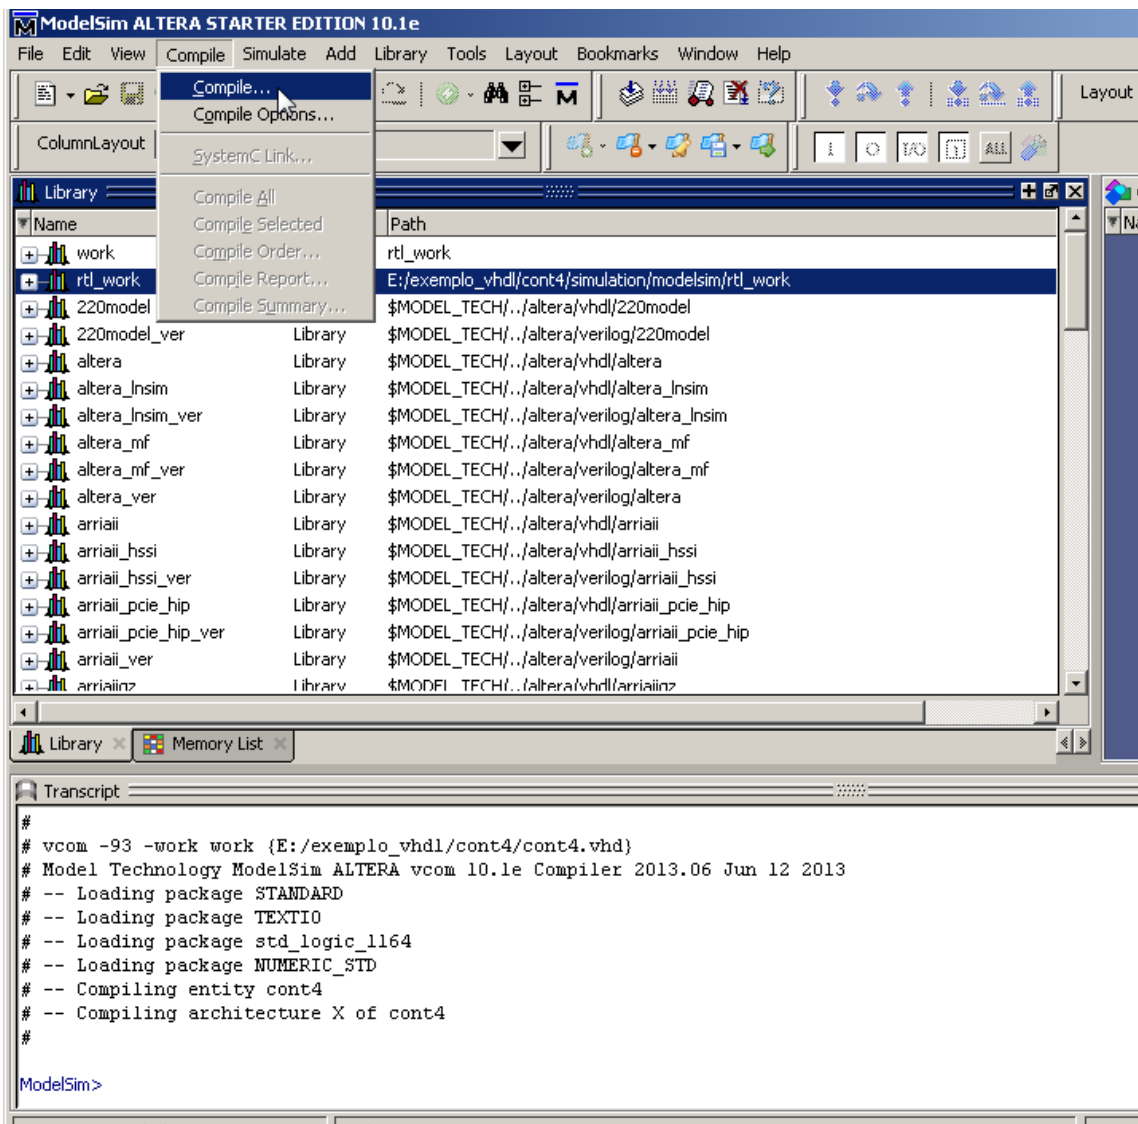 ModelSim ALTERA STARTER EDITION 10.1e
File Edit View Compile Simulate Add Library Tools Layout Bookmarks Window Help
Compile...
Compile Options...
SystemC Link...
Compile All
Compile Selected
Compile Order...
Compile Report...
Compile Summary...
Layout
ColumnLayout
ALL
Library
Name Path
work rtl_work
rtl_work E:/exemplo_vhdl/cont4/simulation/modelsim/rtl_work
220model $MODEL_TECH/../altera/vhdl/220model
220model_ver Library $MODEL_TECH/../altera/verilog/220model
altera Library $MODEL_TECH/../altera/vhdl/altera
altera_lnsim Library $MODEL_TECH/../altera/vhdl/altera_lnsim
altera_lnsim_ver Library $MODEL_TECH/../altera/verilog/altera_lnsim
altera_mf Library $MODEL_TECH/../altera/vhdl/altera_mf
altera_mf_ver Library $MODEL_TECH/../altera/verilog/altera_mf
altera_ver Library $MODEL_TECH/../altera/verilog/altera
arriaii Library $MODEL_TECH/../altera/vhdl/arriaii
arriaii_hssi Library $MODEL_TECH/../altera/vhdl/arriaii_hssi
arriaii_hssi_ver Library $MODEL_TECH/../altera/verilog/arriaii_hssi
arriaii_pcie_hip Library $MODEL_TECH/../altera/vhdl/arriaii_pcie_hip
arriaii_pcie_hip_ver Library $MODEL_TECH/../altera/verilog/arriaii_pcie_hip
arriaii_ver Library $MODEL_TECH/../altera/verilog/arriaii
arriaiigz Library $MODEL_TECH/../altera/vhdl/arriaiigz
Library Memory List
Transcript
#
# vcom -93 -work work {E:/exemplo_vhdl/cont4/cont4.vhd}
# Model Technology ModelSim ALTERA vcom 10.1e Compiler 2013.06 Jun 12 2013
# -- Loading package STANDARD
# -- Loading package TEXTIO
# -- Loading package std_logic_1164
# -- Loading package NUMERIC_STD
# -- Compiling entity cont4
# -- Compiling architecture X of cont4
#
ModelSim>